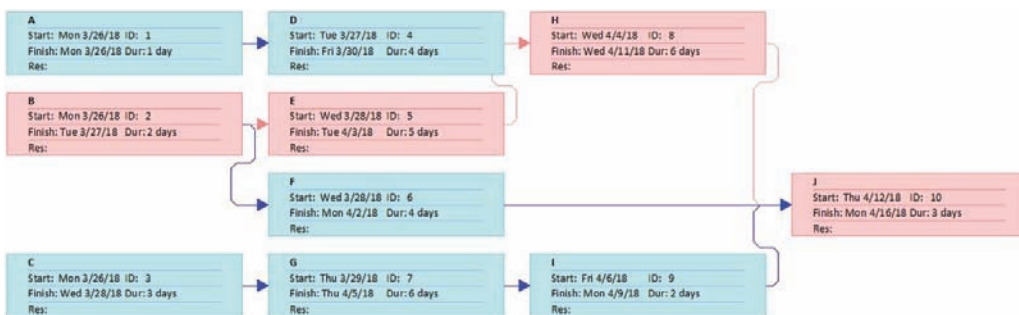 A
Start: Mon 3/26/18 ID: 1
Finish: Mon 3/26/18 Dur: 1 day
Res:
D
Start: Tue 3/27/18 ID: 4
Finish: Fri 3/30/18 Dur: 4 days
Res:
H
Start: Wed 4/4/18 ID: 8
Finish: Wed 4/11/18 Dur: 6 days
Res:
B
Start: Mon 3/26/18 ID: 2
Finish: Tue 3/27/18 Dur: 2 days
Res:
E
Start: Wed 3/28/18 ID: 5
Finish: Tue 4/3/18 Dur: 5 days
Res:
F
Start: Wed 3/28/18 ID: 6
Finish: Mon 4/2/18 Dur: 4 days
Res:
J
Start: Thu 4/12/18 ID: 10
Finish: Mon 4/16/18 Dur: 3 days
Res:
C
Start: Mon 3/26/18 ID: 3
Finish: Wed 3/28/18 Dur: 3 days
Res:
G
Start: Thu 3/29/18 ID: 7
Finish: Thu 4/5/18 Dur: 6 days
Res:
I
Start: Fri 4/6/18 ID: 9
Finish: Mon 4/9/18 Dur: 2 days
Res: